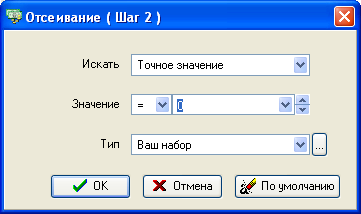 Отсеивание ( Шаг 2 )
Искать Точное значение
Значение = 0
Тип Ваш набор ...
OK Отмена По умолчанию